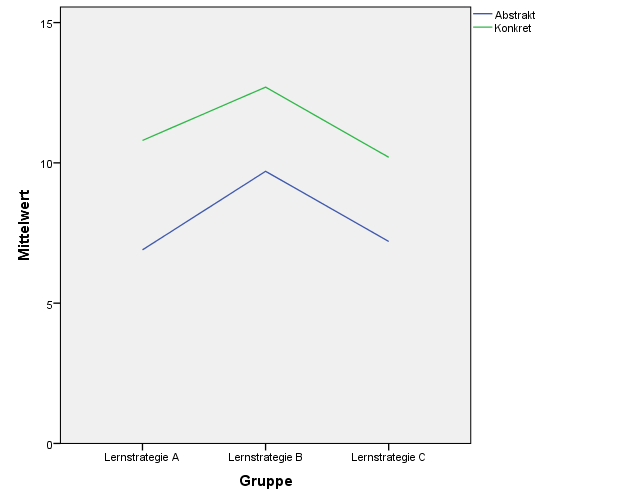 Abstrakt
Konkret
15
10
5
0
Mittelwert
Lernstrategie A
Lernstrategie B
Lernstrategie C
Gruppe